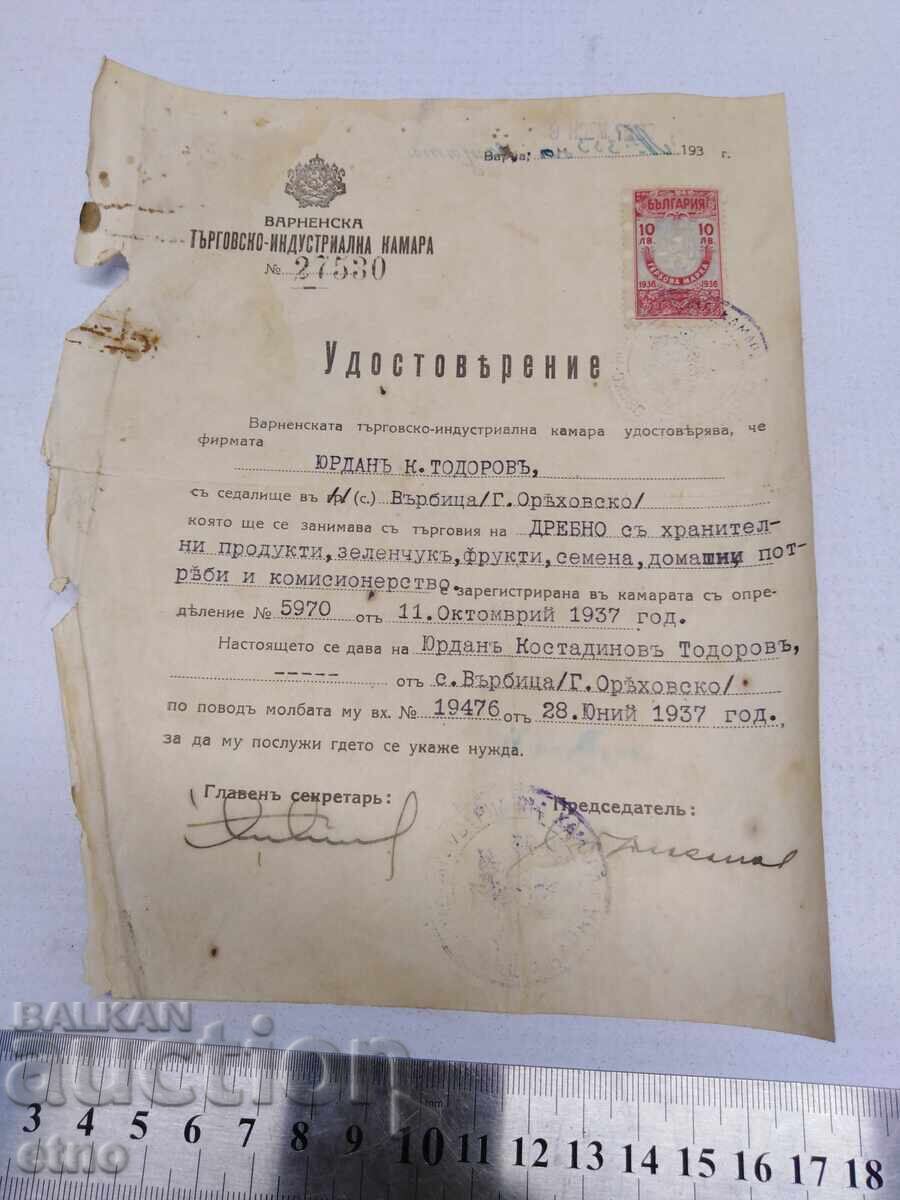 Варна, 193 г.
ВАРНЕНСКА
ТЪРГОВСКО-ИНДУСТРИАЛНА КАМАРА
№ 27530
БЪЛГАРИЯ
10 10
ЛВ. ЛВ.
ГЕРБОВА МАРКА
1936 1936
КАМАРА
Удостовѣрение
Варненската търговско-индустриална камара удостовѣрява, че
фирмата
ЮРДАНЪ К.ТОДОРОВЪ,
съ седалище въ (с.) Върбица/Г.Орѣховско/
която ще се занимава съ търговия на ДРЕБНО съ хранител-
ни продукти,зеленчукъ,фрукти,семена,домашни пот-
рѣби и комисионерство.
е зарегистрирана въ камарата съ опре-
дѣление № 5970 отъ 11.Октомврий 1937 год.
Настоящето се дава на Юрданъ Костадиновъ Тодоровъ,
----- отъ с.Върбица/Г.Орѣховско/
по поводъ молбата му вх. № 19476 отъ 28.Юний 1937 год.,
за да му послужи гдето се укаже нужда.
Главенъ секретарь: Председатель:
BALKAN
auction
etno
mm
3 4 5 6 7 8 9 10 11 12 13 14 15 16 17 18